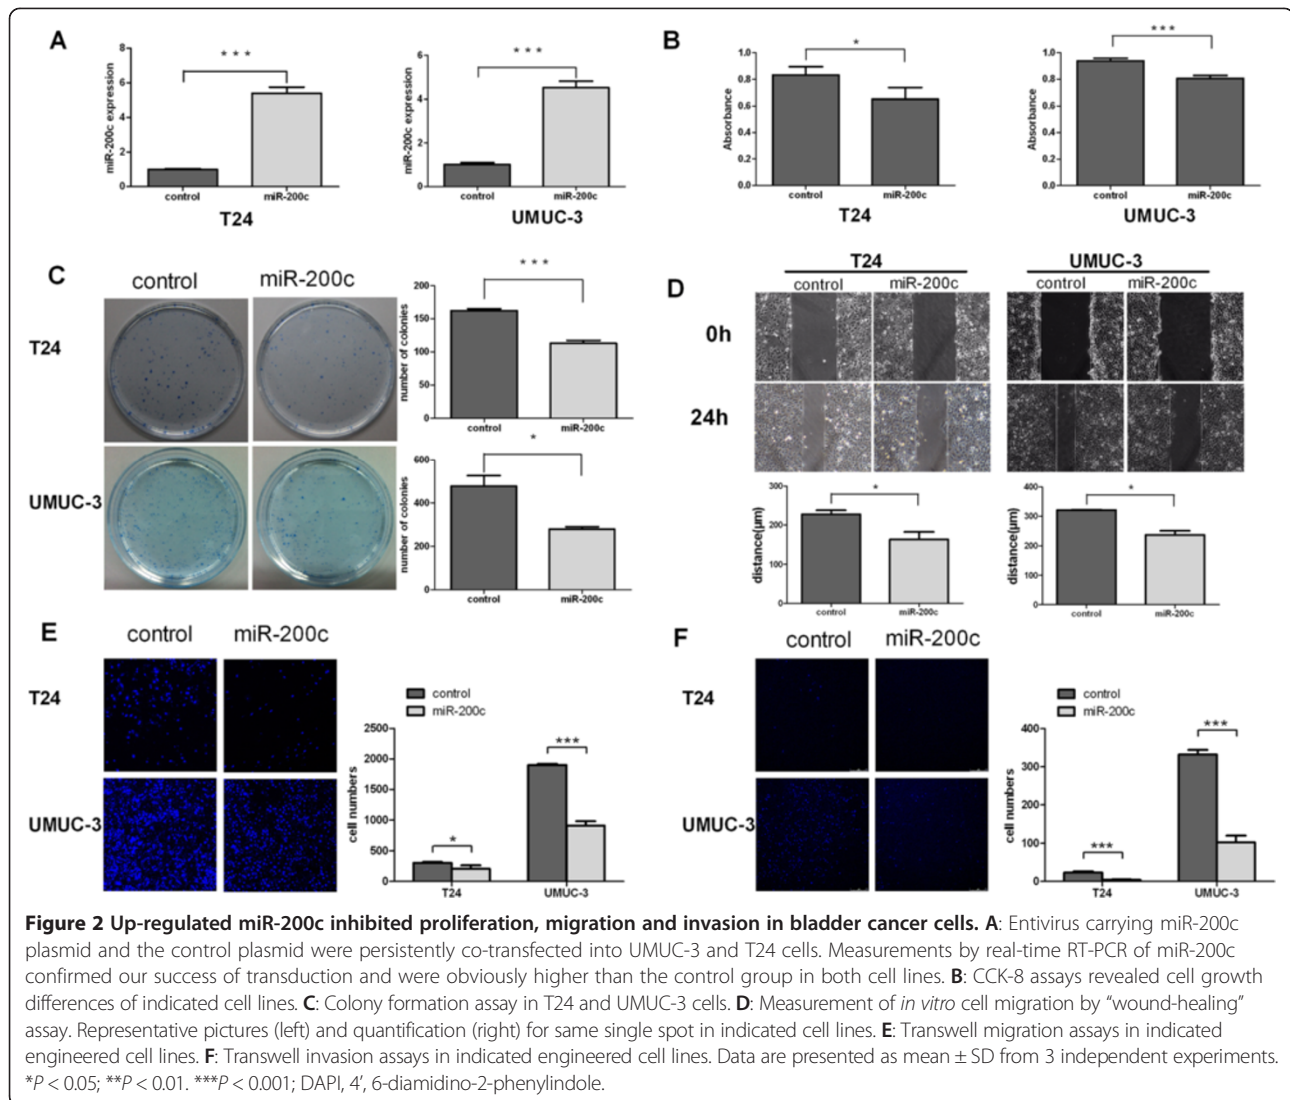 A
miR-200c expression
8
6
4
2
0
***
control
miR-200c
T24
miR-200c expression
6
4
2
0
***
control
miR-200c
UMUC-3
B
Absorbance
1.0
0.8
0.6
0.4
0.2
0.0
*
control
miR-200c
T24
Absorbance
1.0
0.8
0.6
0.4
0.2
0.0
***
control
miR-200c
UMUC-3
C
control
miR-200c
T24
UMUC-3
number of colonies
200
150
100
50
0
***
control
miR-200c
number of colonies
600
400
200
0
*
control
miR-200c
D
T24
UMUC-3
control
miR-200c
control
miR-200c
0h
24h
distance(µm)
300
200
100
0
*
control
miR-200c
distance(µm)
400
300
200
100
0
*
control
miR-200c
E
control
miR-200c
T24
UMUC-3
control
miR-200c
cell numbers
2500
2000
1500
1000
500
0
*
***
T24
UMUC-3
F
control
miR-200c
T24
UMUC-3
control
miR-200c
cell numbers
400
300
200
100
0
***
***
T24
UMUC-3
Figure 2 Up-regulated miR-200c inhibited proliferation, migration and invasion in bladder cancer cells. A: Entivirus carrying miR-200c
plasmid and the control plasmid were persistently co-transfected into UMUC-3 and T24 cells. Measurements by real-time RT-PCR of miR-200c
confirmed our success of transduction and were obviously higher than the control group in both cell lines. B: CCK-8 assays revealed cell growth
differences of indicated cell lines. C: Colony formation assay in T24 and UMUC-3 cells. D: Measurement of in vitro cell migration by “wound-healing”
assay. Representative pictures (left) and quantification (right) for same single spot in indicated cell lines. E: Transwell migration assays in indicated
engineered cell lines. F: Transwell invasion assays in indicated engineered cell lines. Data are presented as mean ± SD from 3 independent experiments.
*P < 0.05; **P < 0.01. ***P < 0.001; DAPI, 4′, 6-diamidino-2-phenylindole.